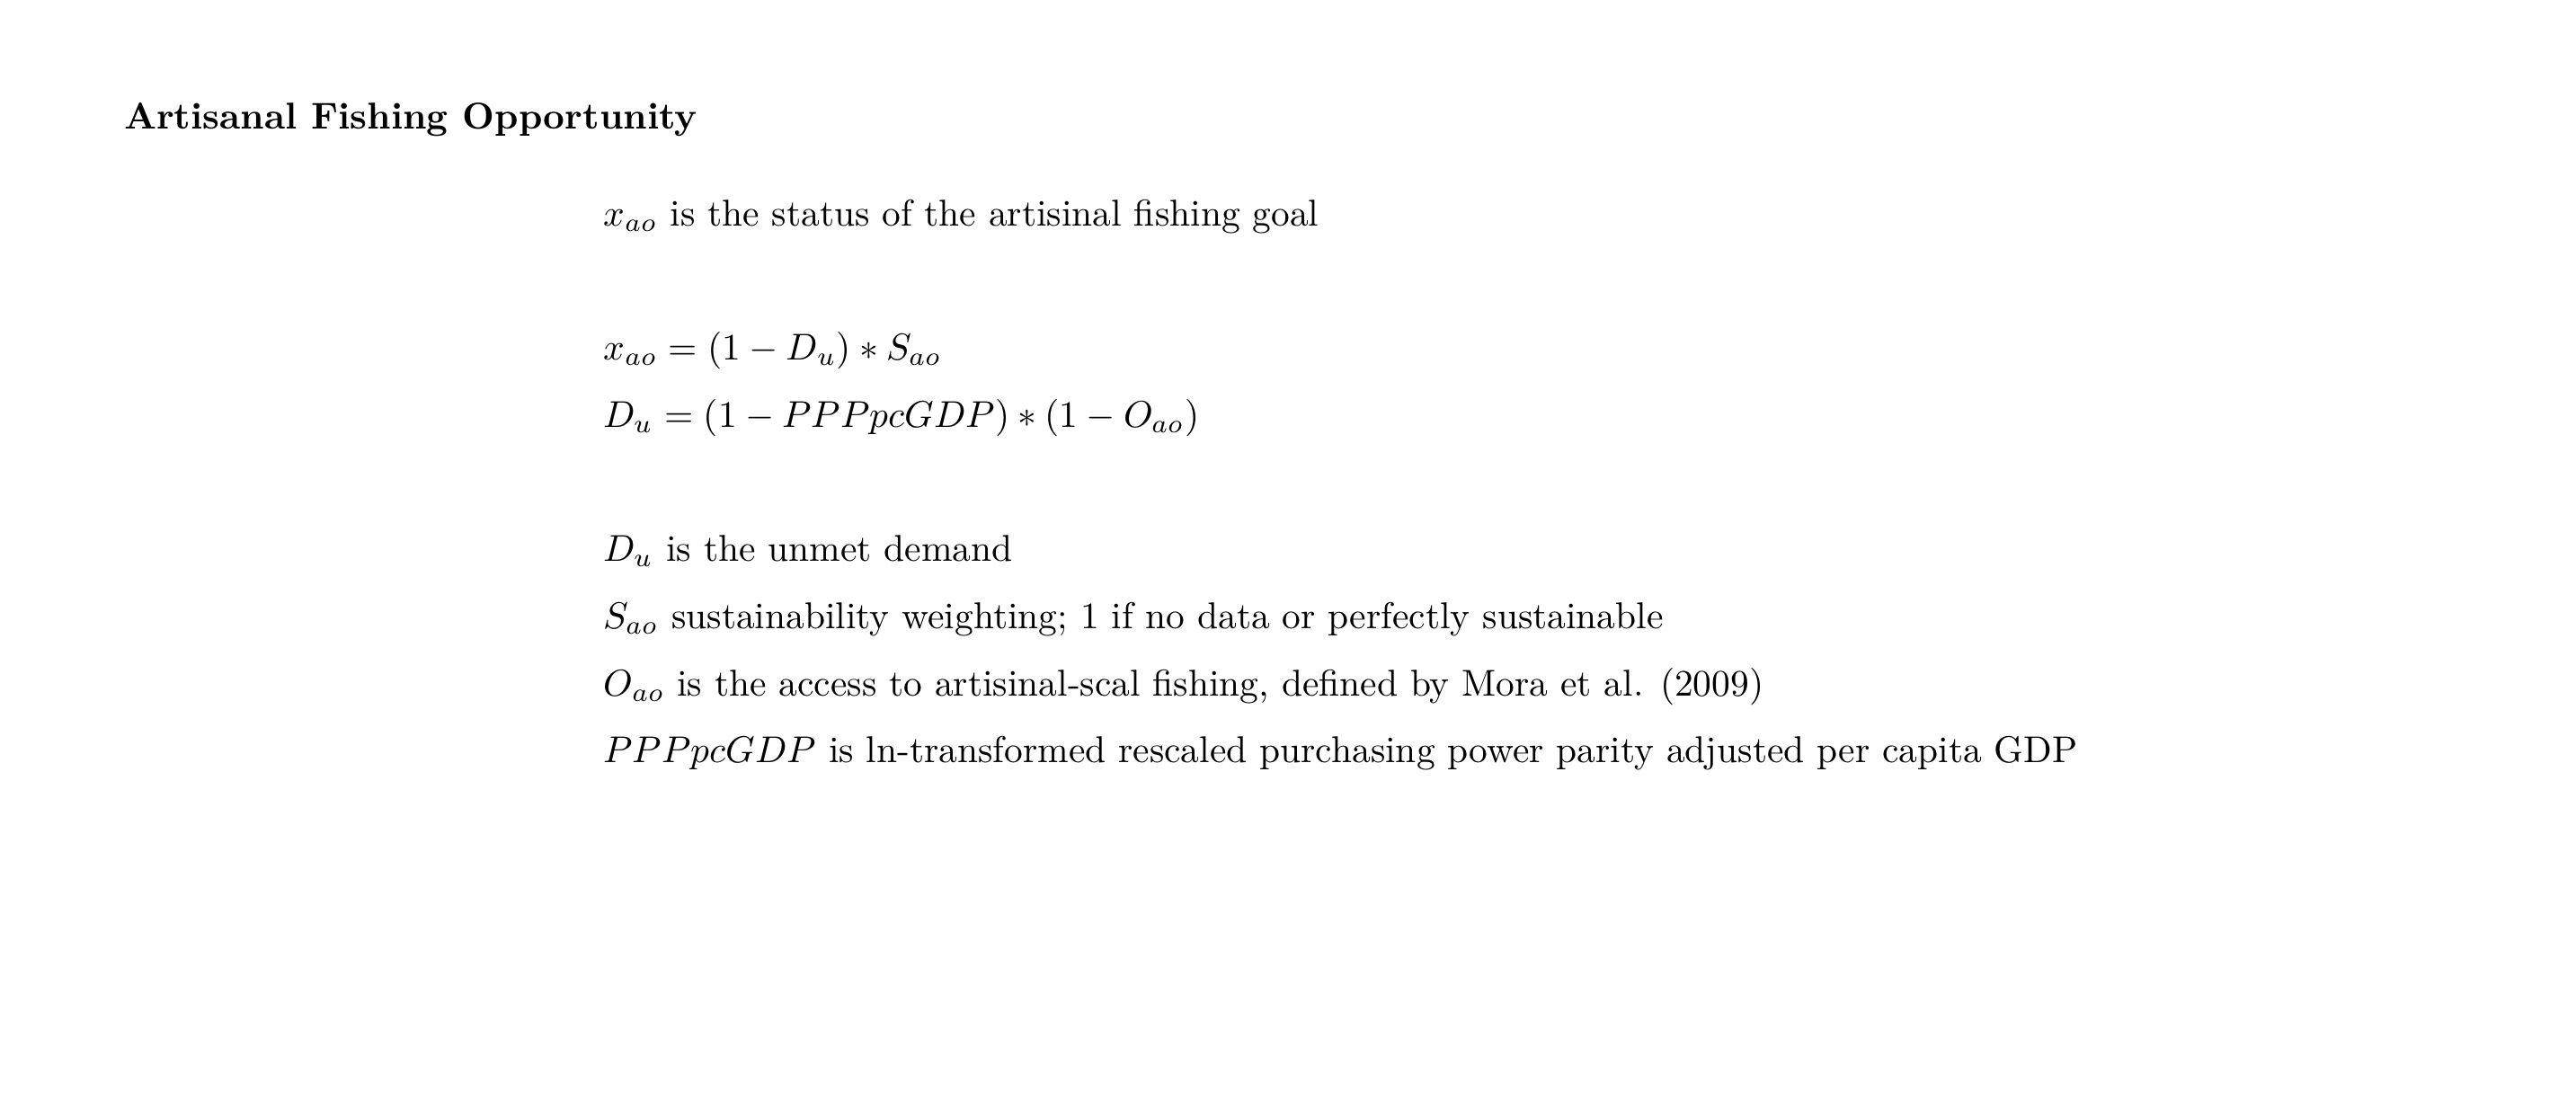 Artisanal Fishing Opportunity
x_{ao} is the status of the artisinal fishing goal
x_{ao} = (1 − D_u) ∗ S_{ao}
D_u = (1 − PPPpcGDP) ∗ (1 − O_{ao})
D_u is the unmet demand
S_{ao} sustainability weighting; 1 if no data or perfectly sustainable
O_{ao} is the access to artisinal-scal fishing, defined by Mora et al. (2009)
PPPpcGDP is ln-transformed rescaled purchasing power parity adjusted per capita GDP